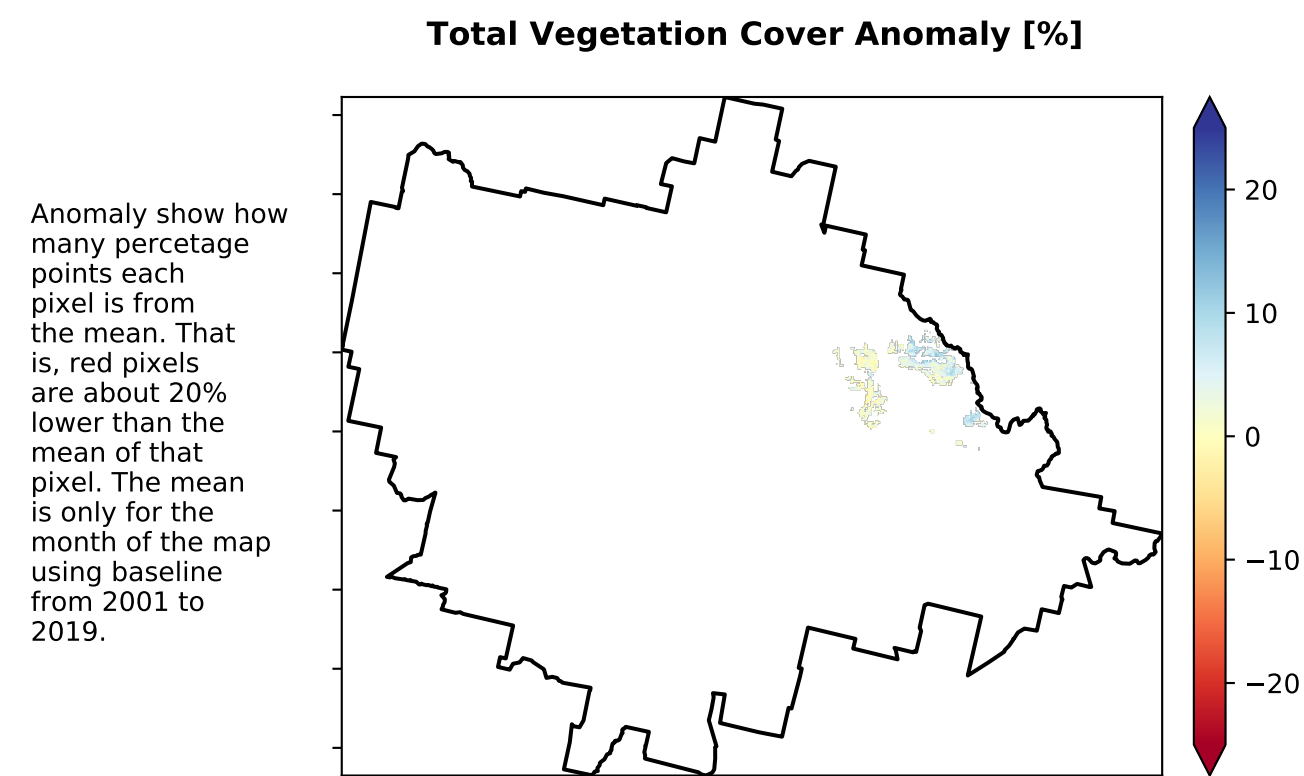 Total Vegetation Cover Anomaly [%]
Anomaly show how
many percetage
points each
pixel is from
the mean. That
is, red pixels
are about 20%
lower than the
mean of that
pixel. The mean
is only for the
month of the map
using baseline
from 2001 to
2019.
20
10
0
−10
−20